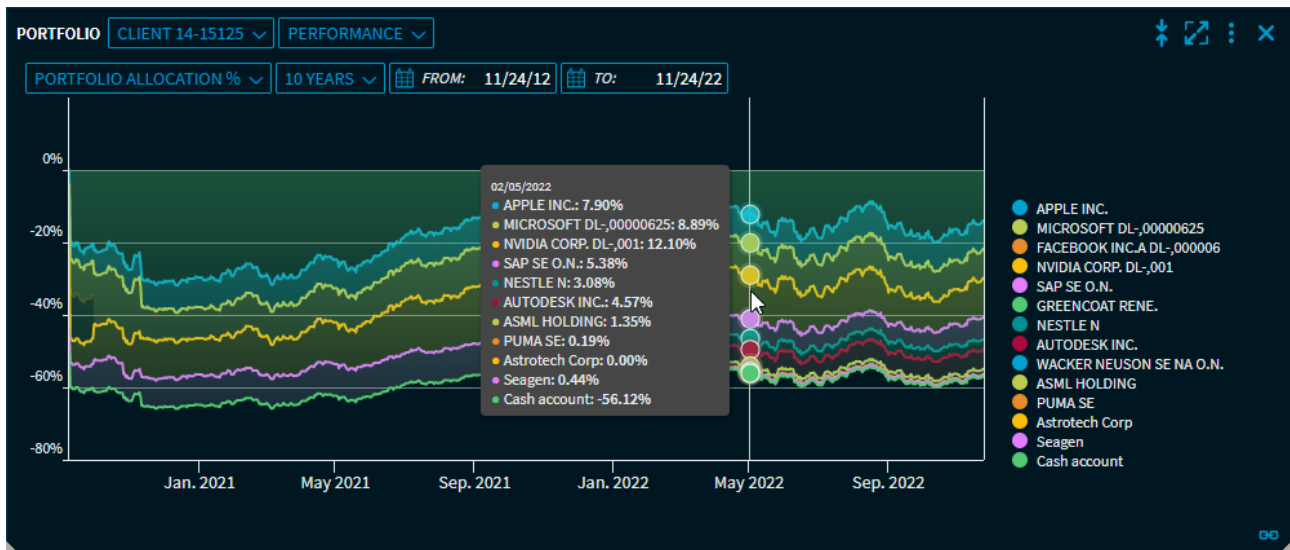 PORTFOLIO CLIENT 14-15125 PERFORMANCE
PORTFOLIO ALLOCATION % 10 YEARS FROM: 11/24/12 TO: 11/24/22
0%
-20%
-40%
-60%
-80%
02/05/2022
APPLE INC.: 7.90%
MICROSOFT DL-,00000625: 8.89%
NVIDIA CORP. DL-,001: 12.10%
SAP SE O.N.: 5.38%
NESTLE N: 3.08%
AUTODESK INC.: 4.57%
ASML HOLDING: 1.35%
PUMA SE: 0.19%
Astrotech Corp: 0.00%
Seagen: 0.44%
Cash account: -56.12%
Jan. 2021 May 2021 Sep. 2021 Jan. 2022 May 2022 Sep. 2022
APPLE INC.
MICROSOFT DL-,00000625
FACEBOOK INC.A DL-,000006
NVIDIA CORP. DL-,001
SAP SE O.N.
GREENCOAT RENE.
NESTLE N
AUTODESK INC.
WACKER NEUSON SE NA O.N.
ASML HOLDING
PUMA SE
Astrotech Corp
Seagen
Cash account